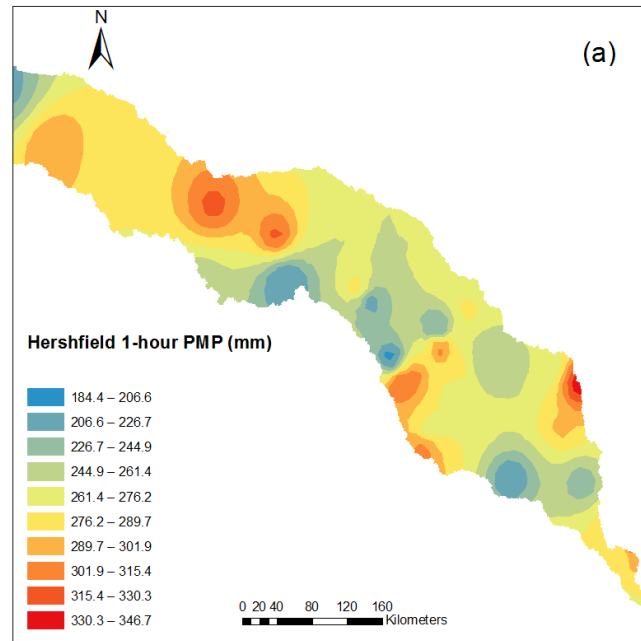 N
(a)
Hershfield 1-hour PMP (mm)
184.4 – 206.6
206.6 – 226.7
226.7 – 244.9
244.9 – 261.4
261.4 – 276.2
276.2 – 289.7
289.7 – 301.9
301.9 – 315.4
315.4 – 330.3
330.3 – 346.7
0 20 40 80 120 160
Kilometers